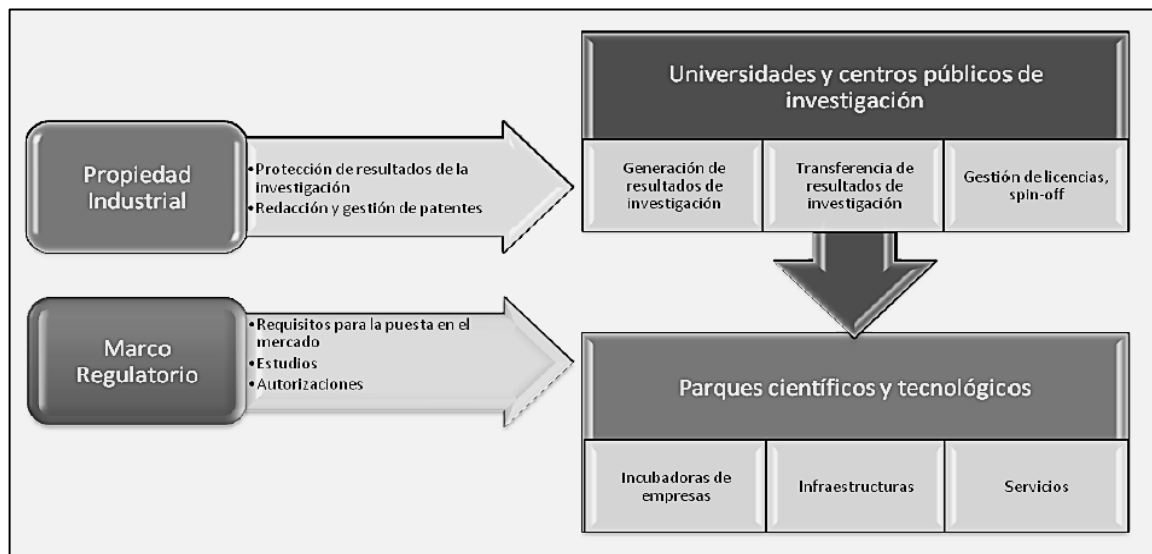 Propiedad
Industrial
•Protección de resultados de la
investigación
•Redacción y gestión de patentes
Universidades y centros públicos de
investigación
Generación de
resultados de
investigación
Transferencia de
resultados de
investigación
Gestión de licencias,
spin-off
Marco
Regulatorio
•Requisitos para la puesta en el
mercado
•Estudios
•Autorizaciones
Parques científicos y tecnológicos
Incubadoras de
empresas
Infraestructuras
Servicios